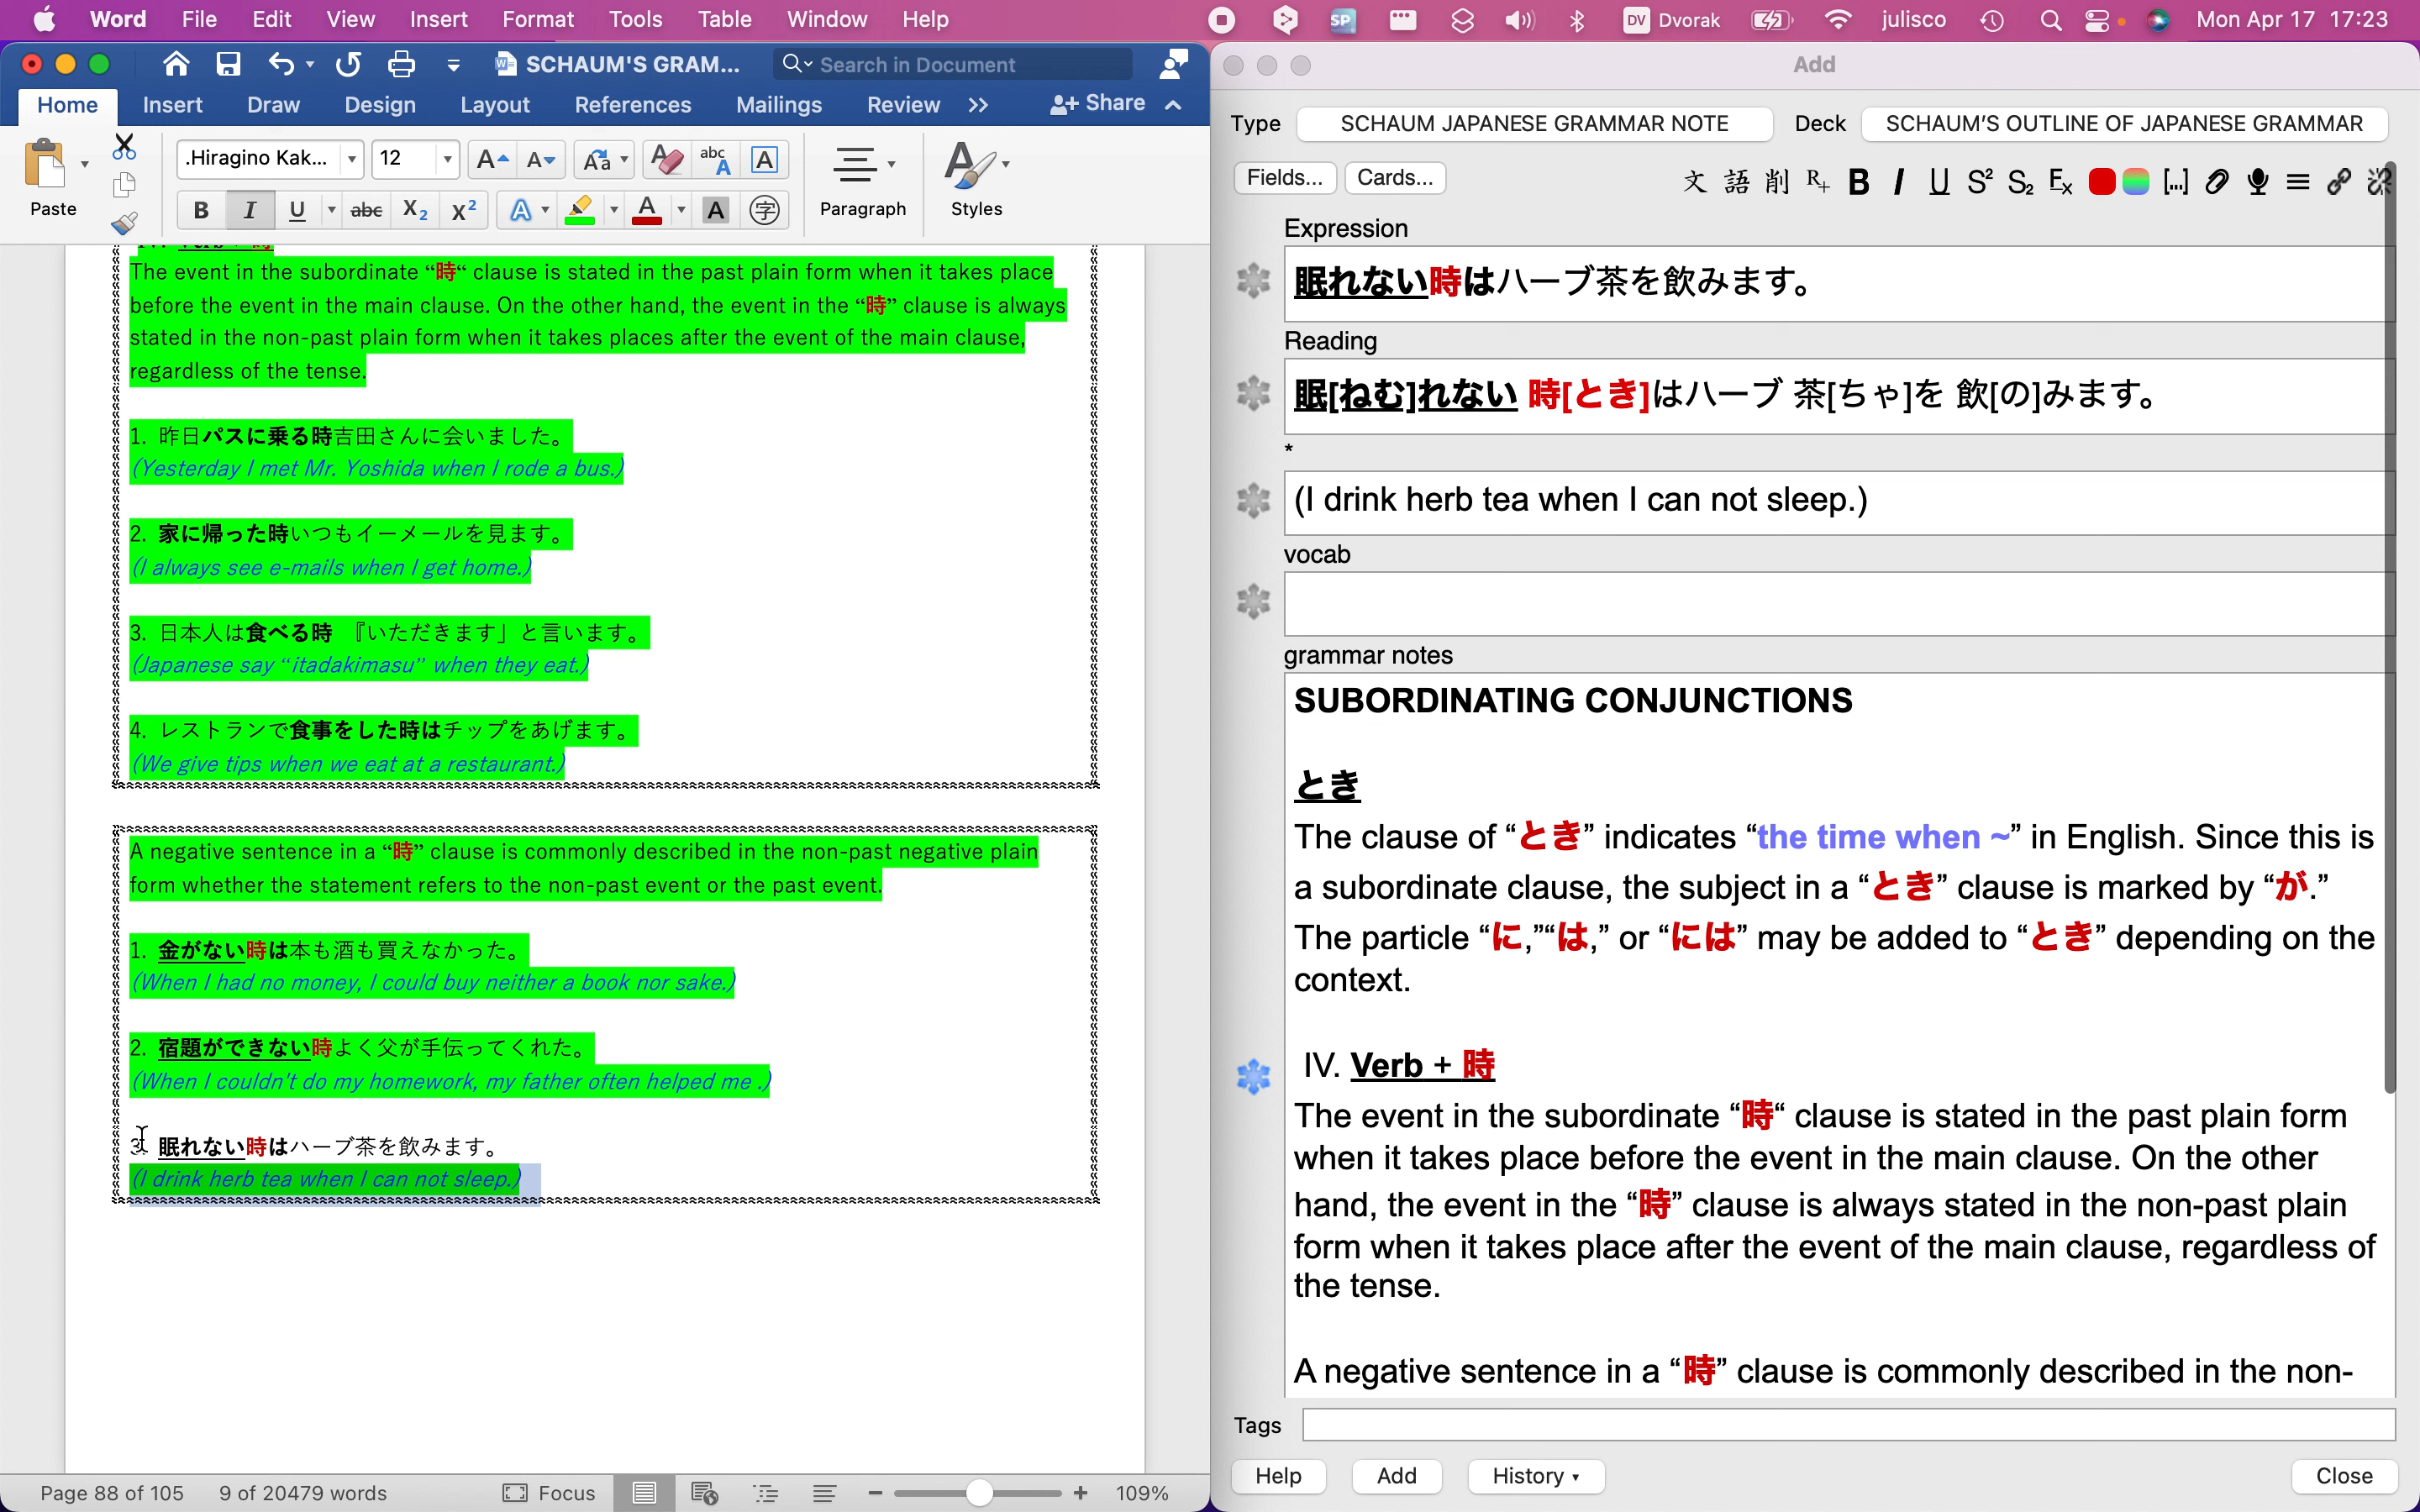 Word File Edit View Insert Format Tools Table Window Help
SP DV Dvorak julisco Mon Apr 17 17:23
SCHAUM'S GRAM... Search in Document
Home Insert Draw Design Layout References Mailings Review Share
Paste
.Hiragino Kak... 12
Paragraph
Styles
The event in the subordinate “時“ clause is stated in the past plain form when it takes place
before the event in the main clause. On the other hand, the event in the “時” clause is always
stated in the non-past plain form when it takes places after the event of the main clause,
regardless of the tense.
1. 昨日バスに乗る時吉田さんに会いました。
(Yesterday I met Mr. Yoshida when I rode a bus.)
2. 家に帰った時いつもイーメールを見ます。
(I always see e-mails when I get home.)
3. 日本人は食べる時 『いただきます」と言います。
(Japanese say “itadakimasu” when they eat.)
4. レストランで食事をした時はチップをあげます。
(We give tips when we eat at a restaurant.)
A negative sentence in a “時” clause is commonly described in the non-past negative plain
form whether the statement refers to the non-past event or the past event.
1. 金がない時は本も酒も買えなかった。
(When I had no money, I could buy neither a book nor sake.)
2. 宿題ができない時よく父が手伝ってくれた。
(When I couldn't do my homework, my father often helped me .)
3. 眠れない時はハーブ茶を飲みます。
(I drink herb tea when I can not sleep.)
Page 88 of 105 9 of 20479 words Focus 109%
Add
Type SCHAUM JAPANESE GRAMMAR NOTE Deck SCHAUM’S OUTLINE OF JAPANESE GRAMMAR
Fields... Cards...
Expression
眠れない時はハーブ茶を飲みます。
Reading
眠[ねむ]れない 時[とき]はハーブ 茶[ちゃ]を 飲[の]みます。
*
(I drink herb tea when I can not sleep.)
vocab
grammar notes
SUBORDINATING CONJUNCTIONS
とき
The clause of “とき” indicates “the time when ~” in English. Since this is
a subordinate clause, the subject in a “とき” clause is marked by “が.”
The particle “に,”“は,” or “には” may be added to “とき” depending on the
context.
IV. Verb + 時
The event in the subordinate “時“ clause is stated in the past plain form
when it takes place before the event in the main clause. On the other
hand, the event in the “時” clause is always stated in the non-past plain
form when it takes place after the event of the main clause, regardless of
the tense.
A negative sentence in a “時” clause is commonly described in the non-
Tags
Help Add History Close